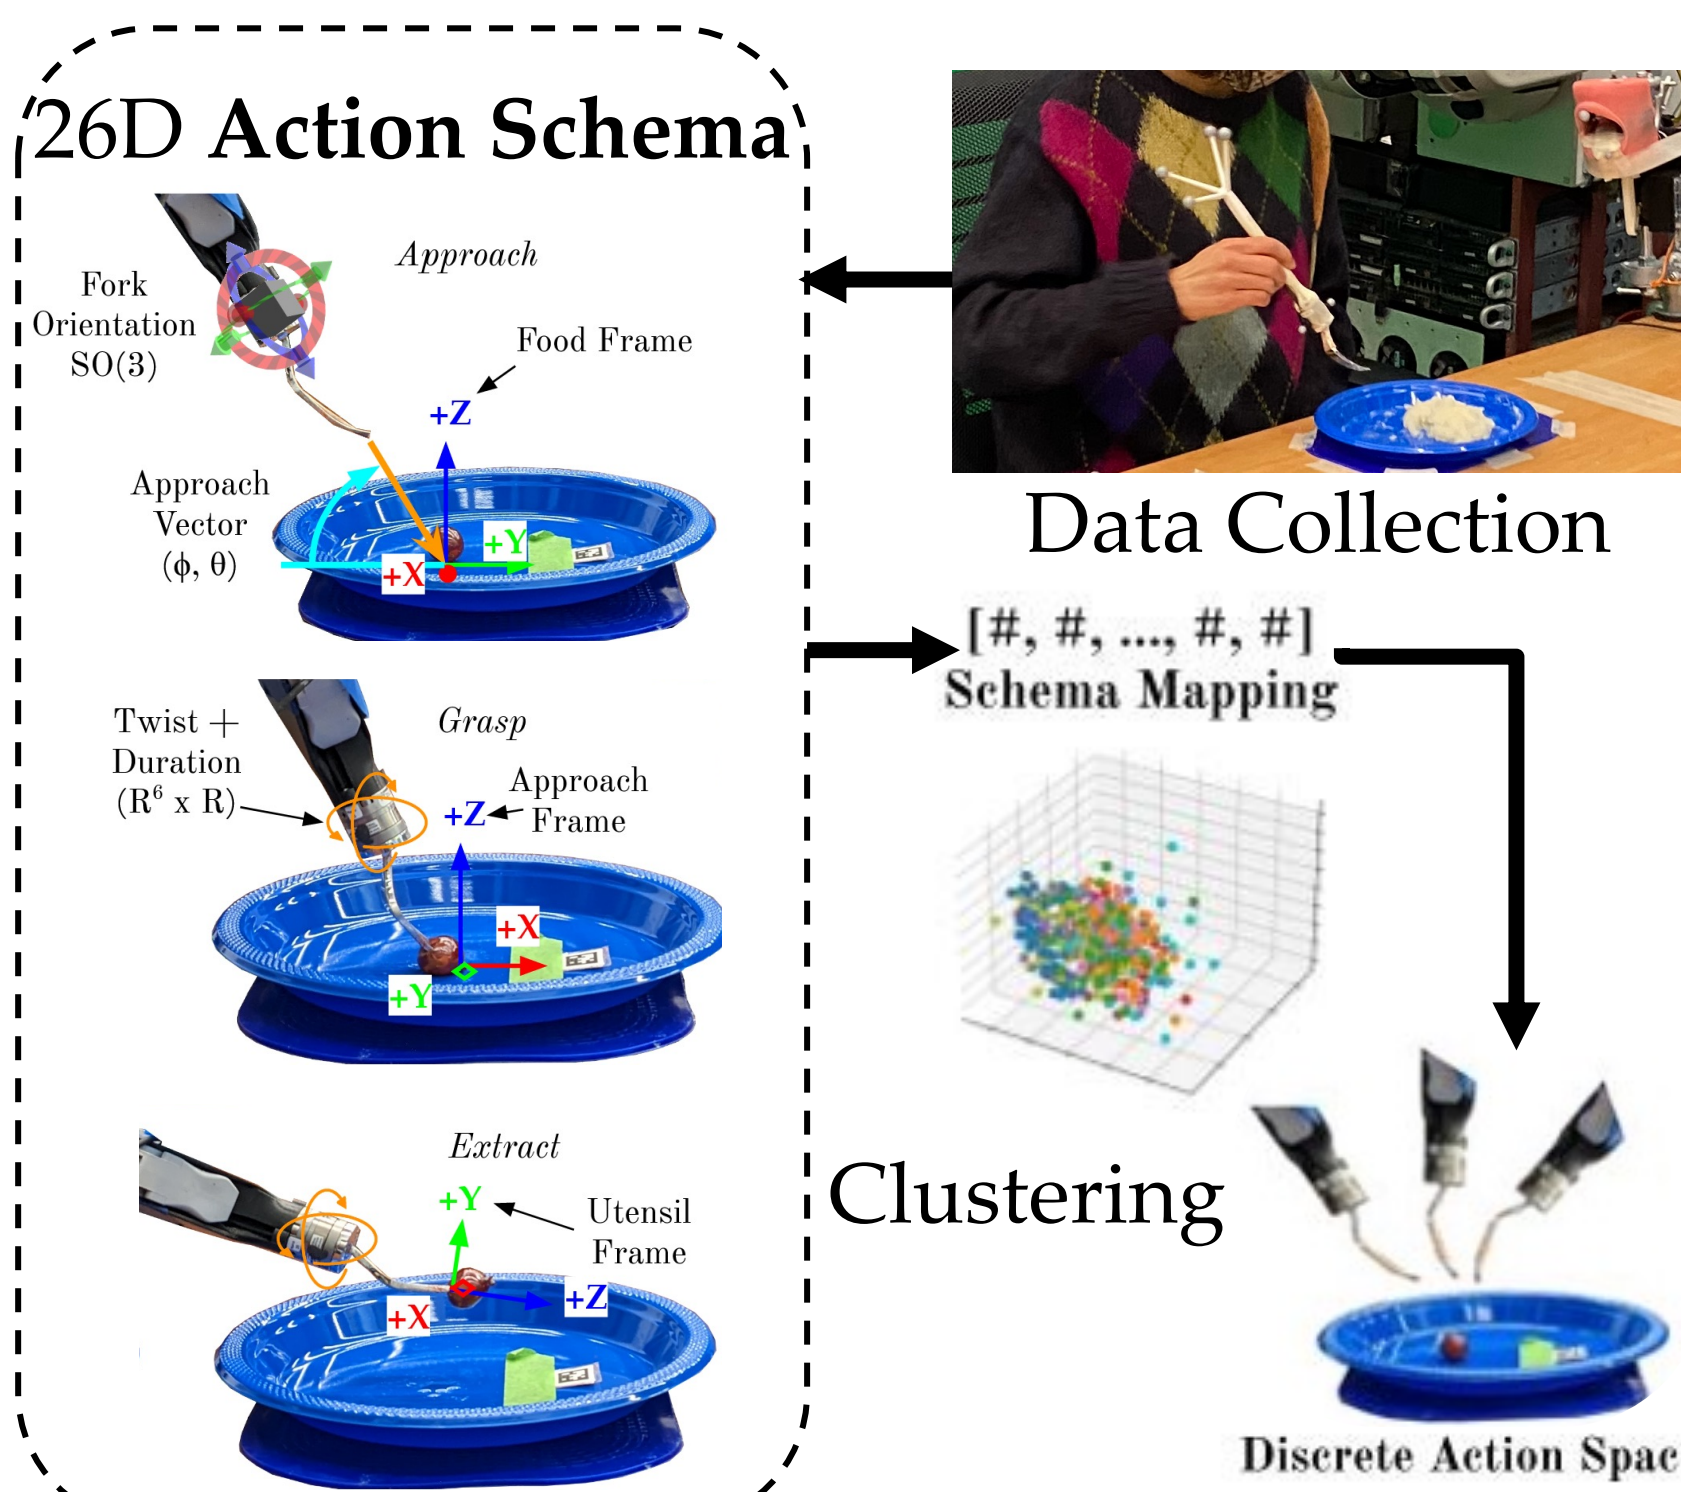 26D Action Schema
Approach
Fork
Orientation
SO(3)
Food Frame
+Z
Approach
Vector
(ϕ, θ)
+Y
+X
Grasp
Twist +
Duration
(R⁶ x R)
Approach
Frame
+Z
+X
+Y
Extract
+Y
Utensil
Frame
+Z
+X
Data Collection
[#, #, ..., #, #]
Schema Mapping
Clustering
Discrete Action Spac